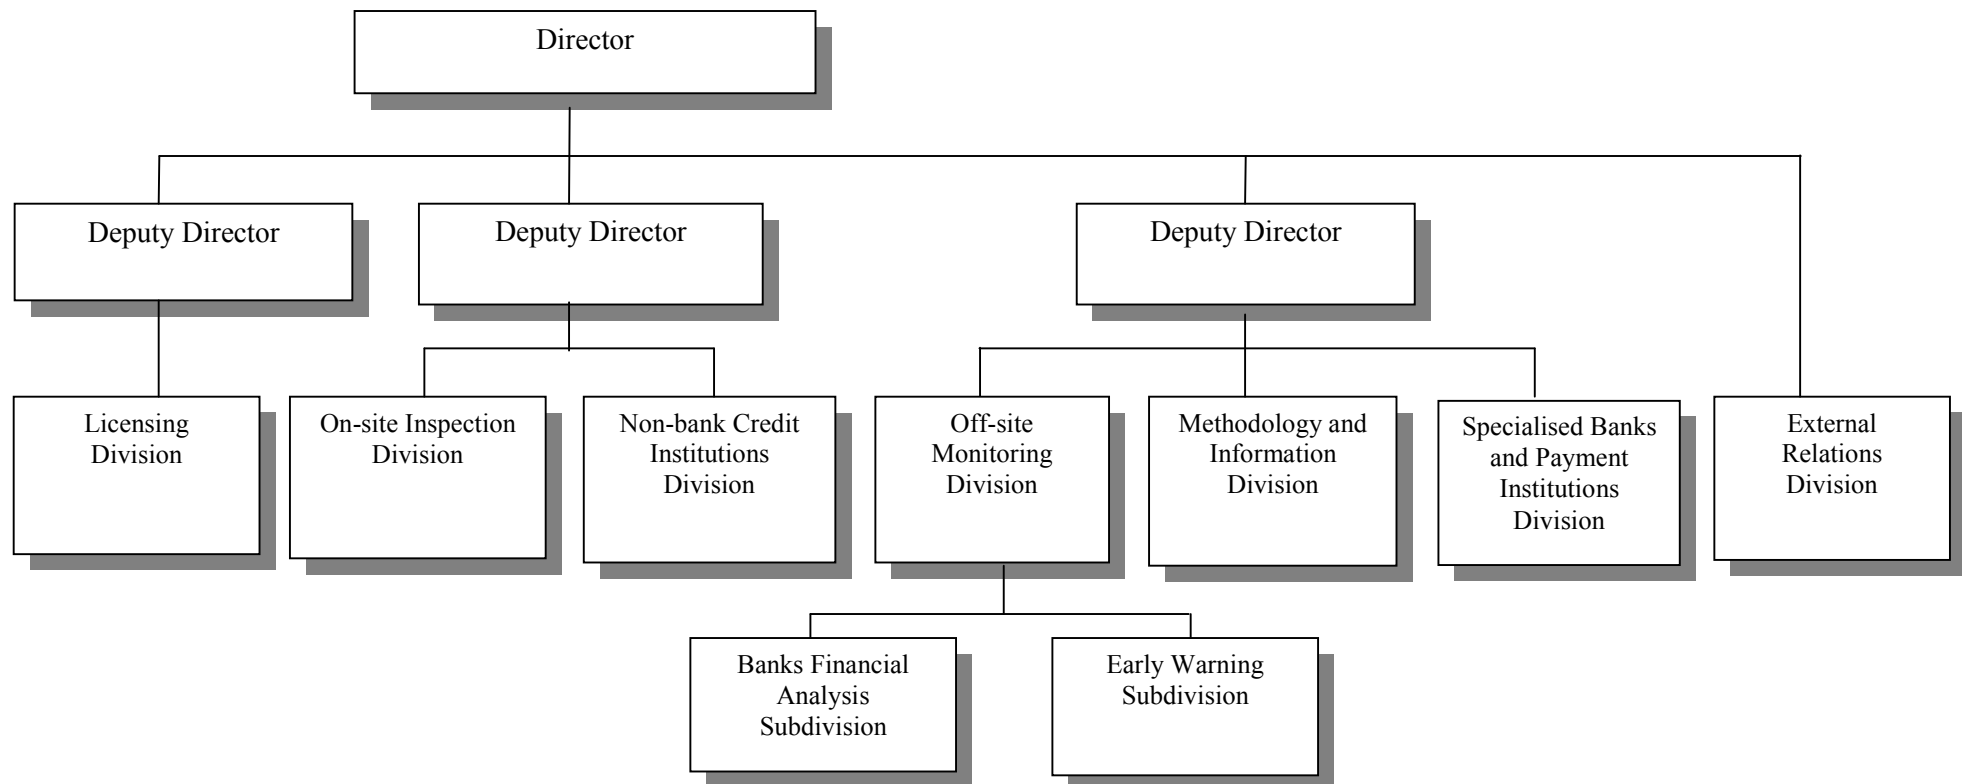 Director
Deputy Director
Deputy Director
Deputy Director
Licensing
Division
On-site Inspection
Division
Non-bank Credit
Institutions
Division
Off-site
Monitoring
Division
Methodology and
Information
Division
Specialised Banks
and Payment
Institutions
Division
External
Relations
Division
Banks Financial
Analysis
Subdivision
Early Warning
Subdivision